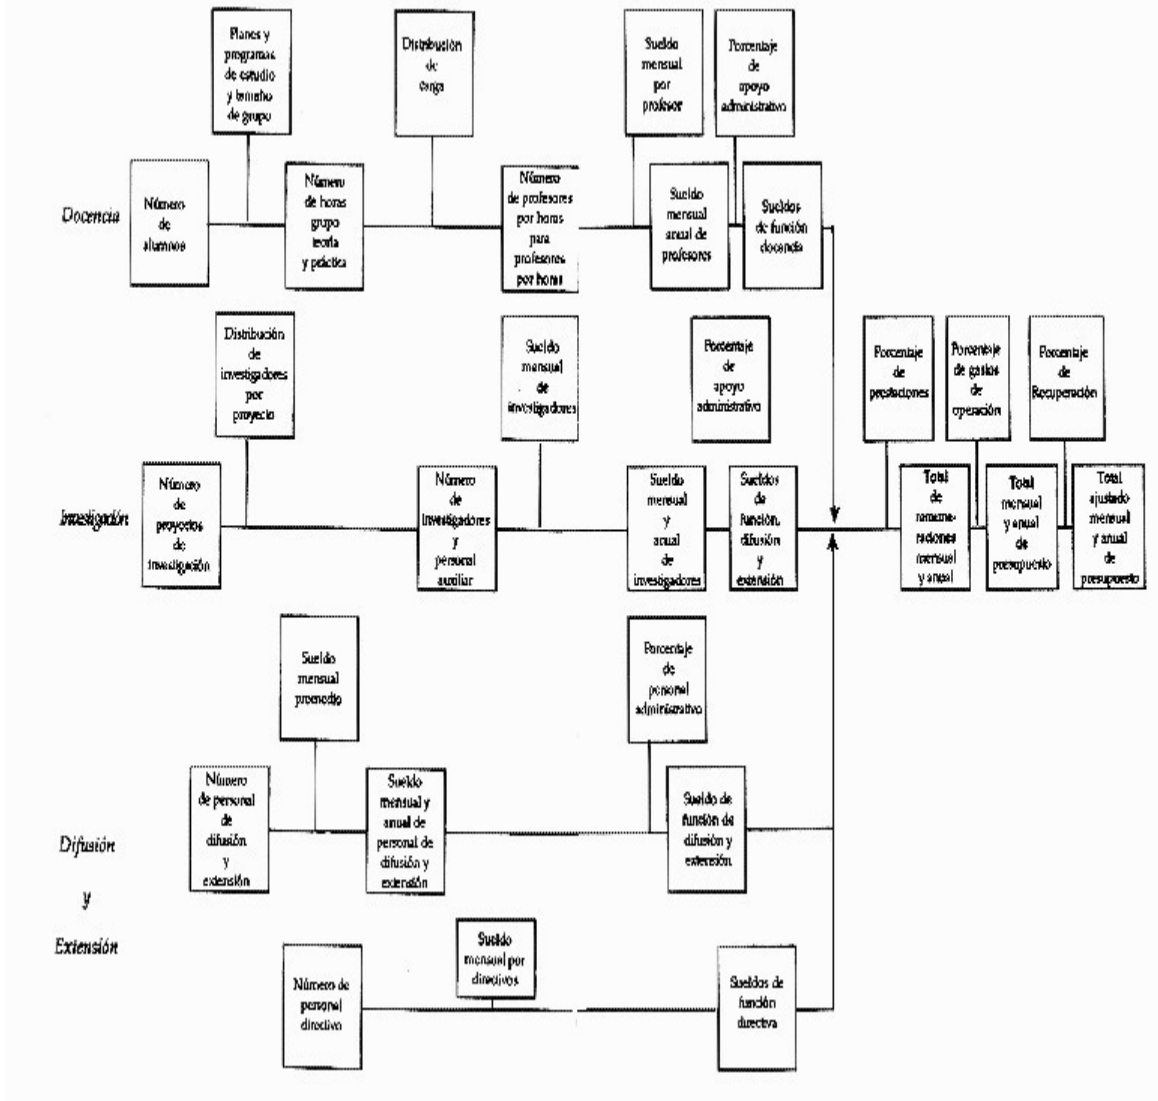 Planes y
programas
de estudio
y tamaño
de grupo
Distribución
de
carga
Sueldo
mensual
por
profesor
Porcentaje
de
apoyo
administrativo
Docencia
Número
de
alumnos
Número
de horas
grupo
teoría
y práctica
Número
de profesores
por horas
para
profesores
por horas
Sueldo
mensual
anual de
profesores
Sueldos
de función
docencia
Distribución
de
investigadores
por
proyecto
Sueldo
mensual
de
investigadores
Porcentaje
de
apoyo
administrativo
Porcentaje
de
prestaciones
Porcentaje
de gastos
de
operación
Porcentaje
de
Recuperación
Investigación
Número
de
proyectos
de
investigación
Número
de
investigadores
y
personal
auxiliar
Sueldo
mensual
y
anual
de
investigadores
Sueldos
de
función,
difusión
y
extensión
Total
de
remune-
raciones
mensual
y anual
Total
mensual
y anual
de
presupuesto
Total
ajustado
mensual
y anual
de
presupuesto
Sueldo
mensual
promedio
Porcentaje
de
personal
administrativo
Difusión
y
Extensión
Número
de personal
de
difusión
y
extensión
Sueldo
mensual y
anual de
personal de
difusión y
extensión
Sueldo de
función de
difusión y
extensión.
Número de
personal
directivo
Sueldo
mensual por
directivos
Sueldos de
función
directiva